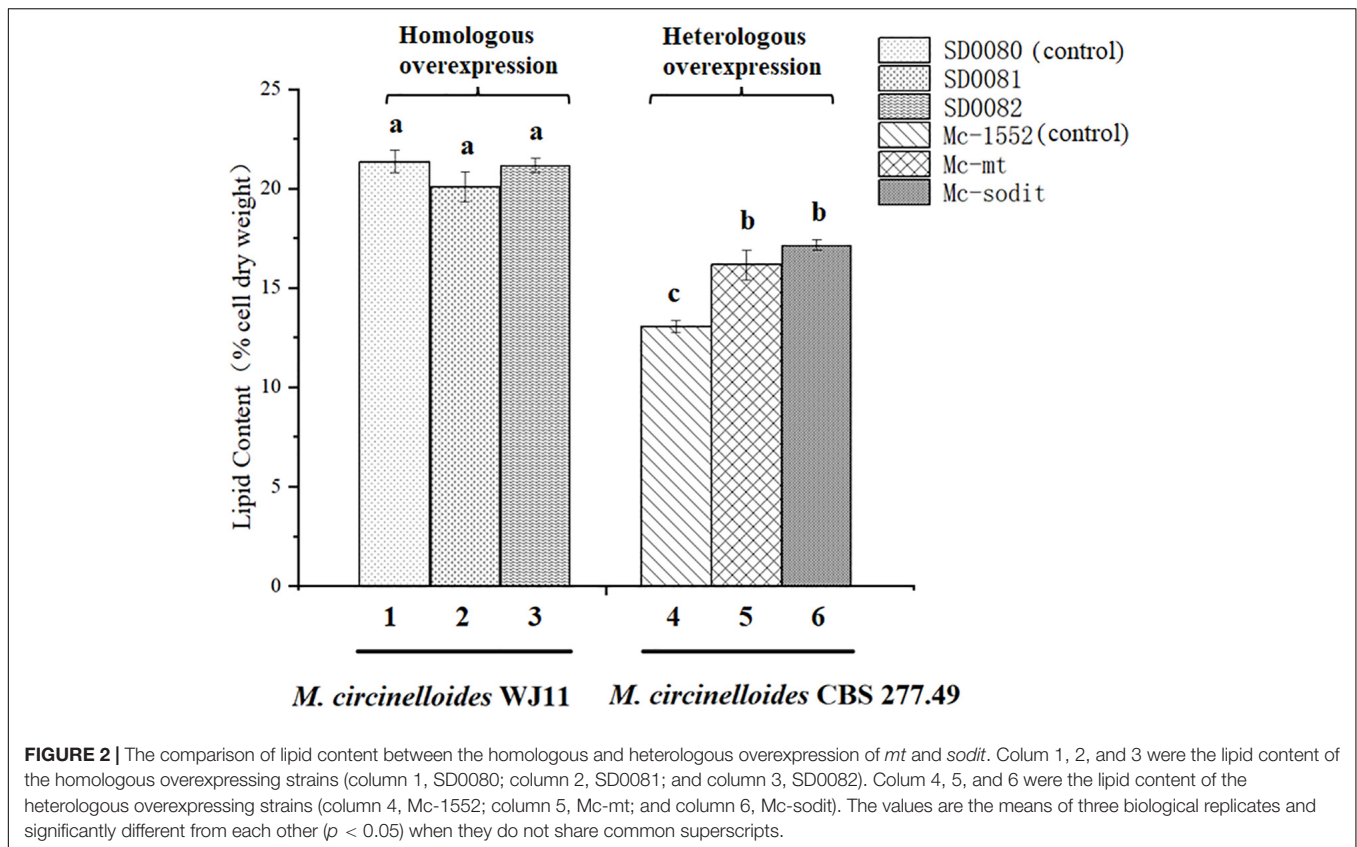 Homologous
overexpression
Heterologous
overexpression
SD0080 (control)
SD0081
SD0082
Mc-1552(control)
Mc-mt
Mc-sodit
Lipid Content (% cell dry weight)
25
20
15
10
5
0
a
a
a
c
b
b
1 2 3 4 5 6
M. circinelloides WJ11 M. circinelloides CBS 277.49
FIGURE 2 | The comparison of lipid content between the homologous and heterologous overexpression of mt and sodit. Colum 1, 2, and 3 were the lipid content of
the homologous overexpressing strains (column 1, SD0080; column 2, SD0081; and column 3, SD0082). Colum 4, 5, and 6 were the lipid content of the
heterologous overexpressing strains (column 4, Mc-1552; column 5, Mc-mt; and column 6, Mc-sodit). The values are the means of three biological replicates and
significantly different from each other (p < 0.05) when they do not share common superscripts.